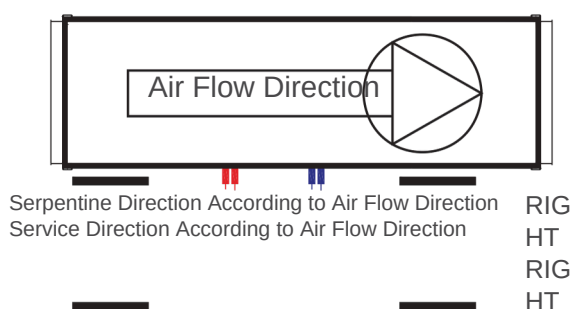 Air Flow Direction
Serpentine Direction According to Air Flow Direction
Service Direction According to Air Flow Direction
RIG
HT
RIG
HT